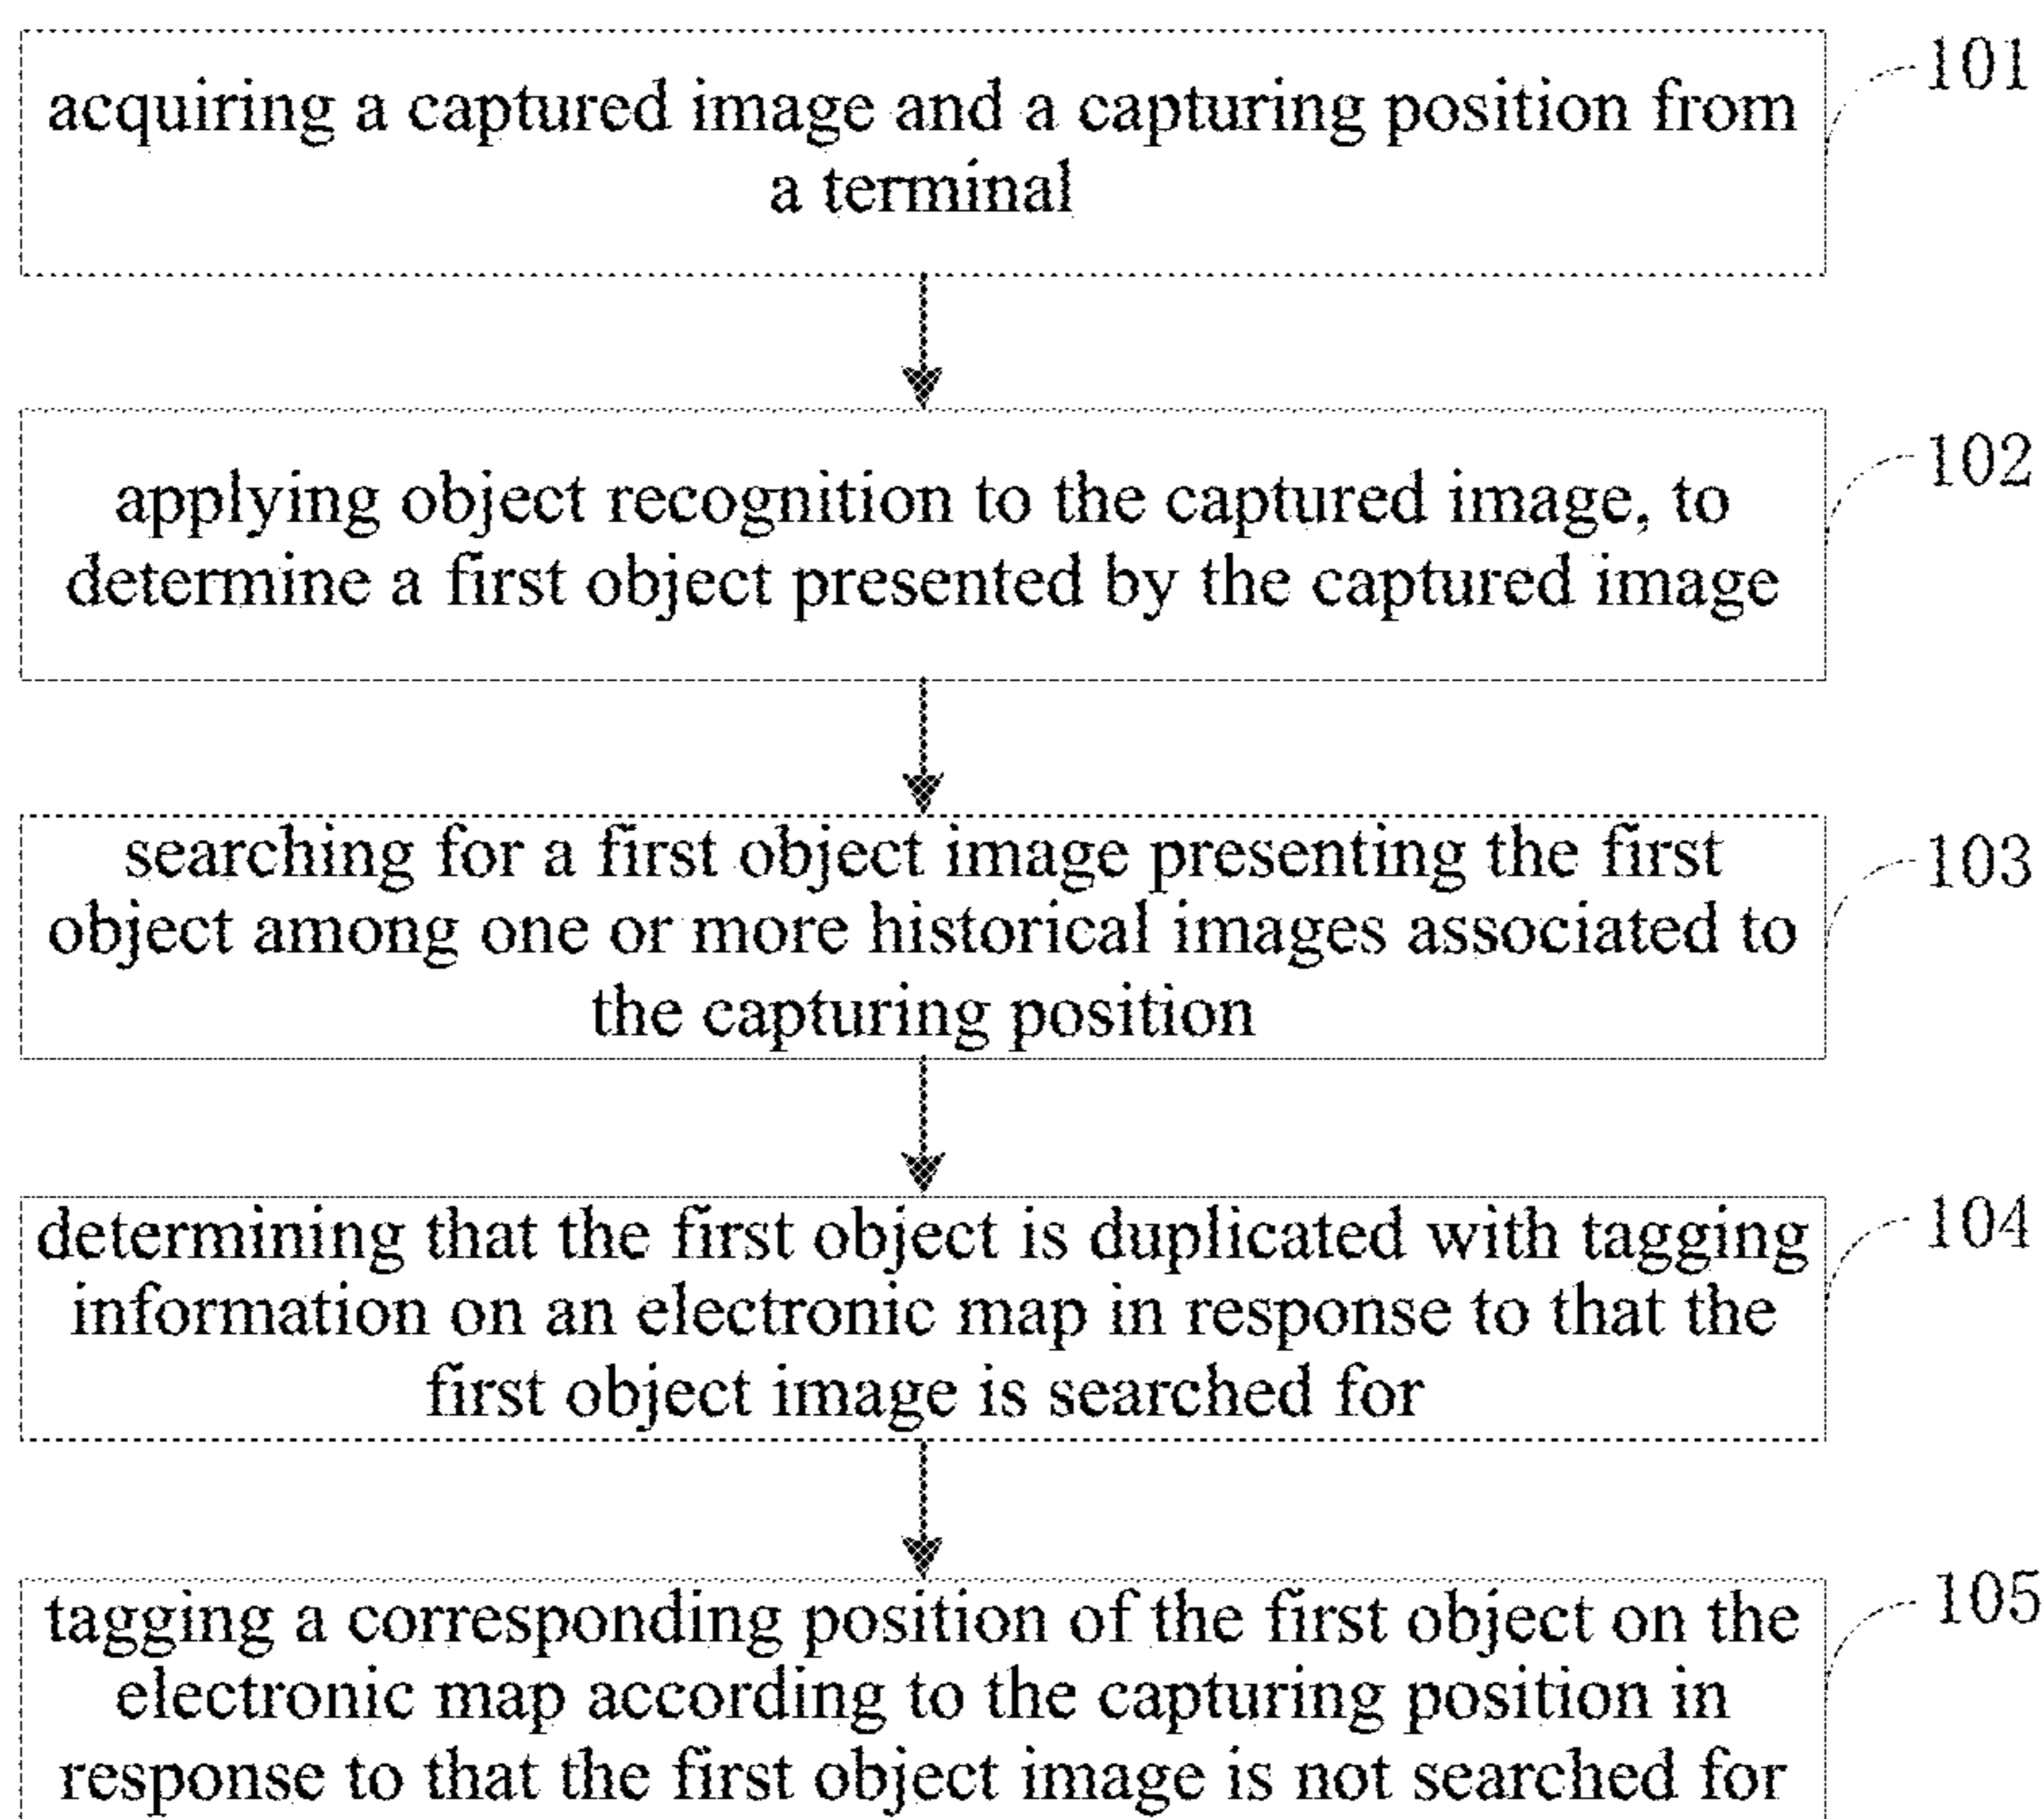 101
acquiring a captured image and a capturing position from
a terminal
102
applying object recognition to the captured image, to
determine a first object presented by the captured image
103
searching for a first object image presenting the first
object among one or more historical images associated to
the capturing position
104
determining that the first object is duplicated with tagging
information on an electronic map in response to that the
first object image is searched for
105
tagging a corresponding position of the first object on the
electronic map according to the capturing position in
response to that the first object image is not searched for